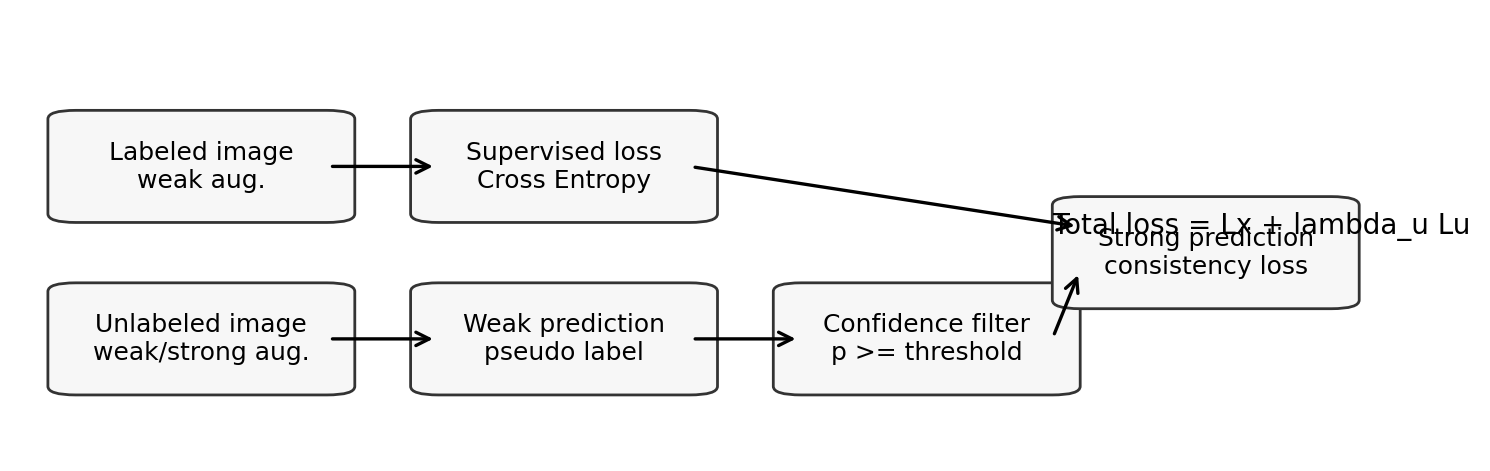 Labeled image
weak aug.
Supervised loss
Cross Entropy
Total loss = Lx + lambda_u Lu
Strong prediction
consistency loss
Unlabeled image
weak/strong aug.
Weak prediction
pseudo label
Confidence filter
p >= threshold